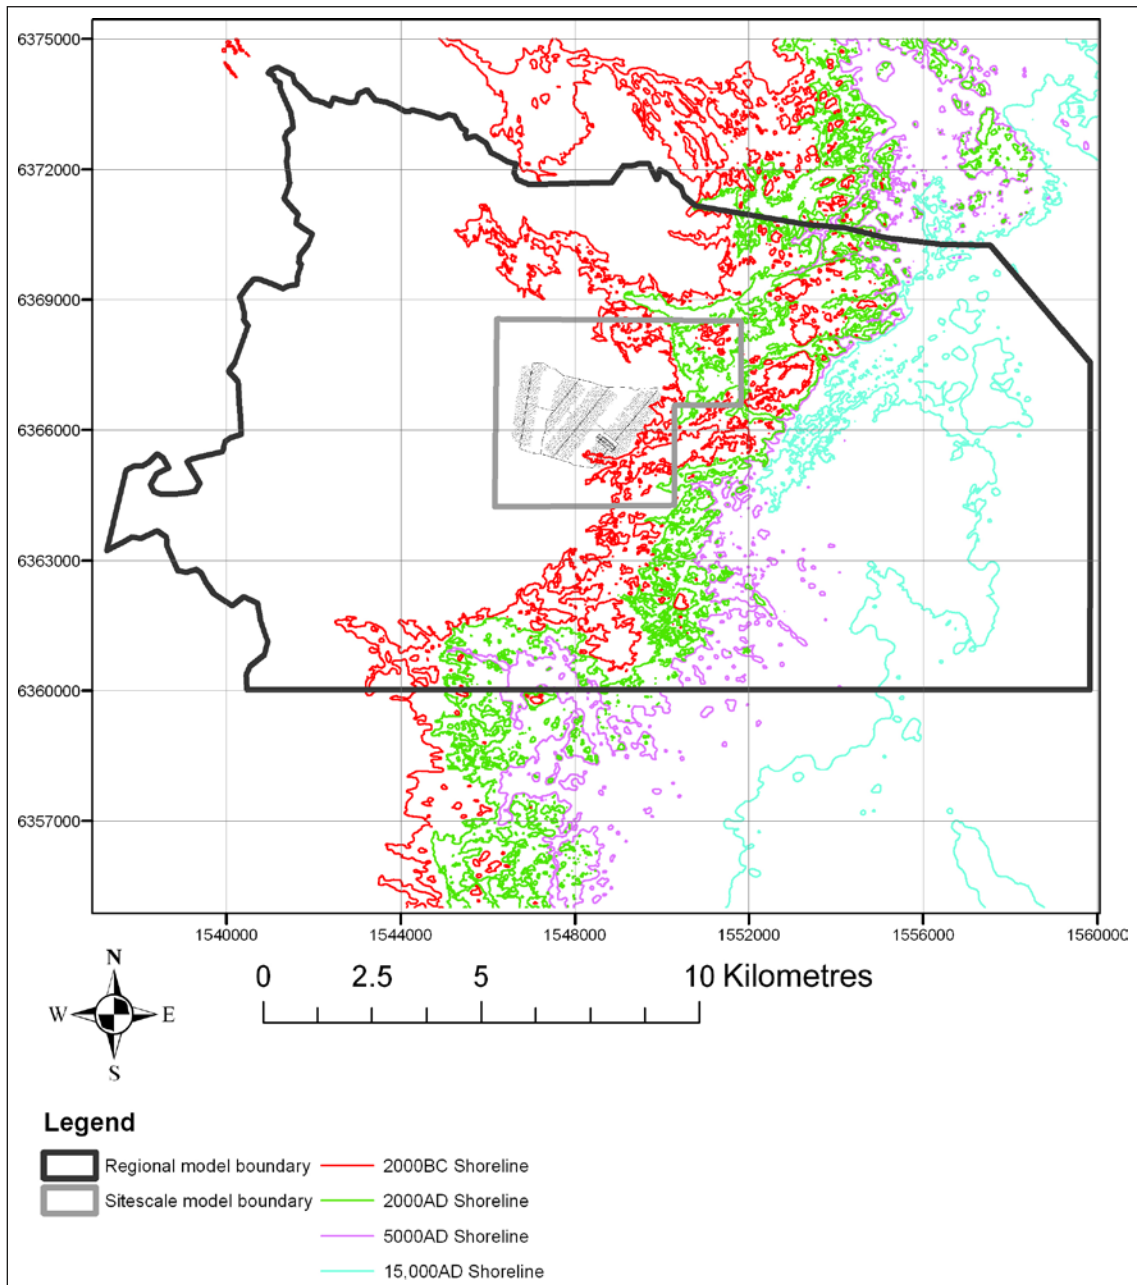 6375000
6372000
6369000
6366000
6363000
6360000
6357000
1540000 1544000 1548000 1552000 1556000 1560000
N
W E
S
0 2.5 5 10 Kilometres
Legend
Regional model boundary
Sitescale model boundary
2000BC Shoreline
2000AD Shoreline
5000AD Shoreline
15,000AD Shoreline